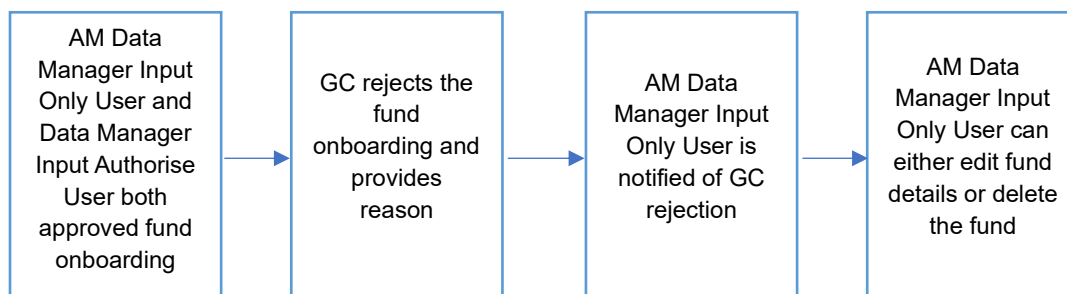 AM Data
Manager Input
Only User and
Data Manager
Input Authorise
User both
approved fund
onboarding
GC rejects the
fund
onboarding and
provides
reason
AM Data
Manager Input
Only User is
notified of GC
rejection
AM Data
Manager Input
Only User can
either edit fund
details or delete
the fund